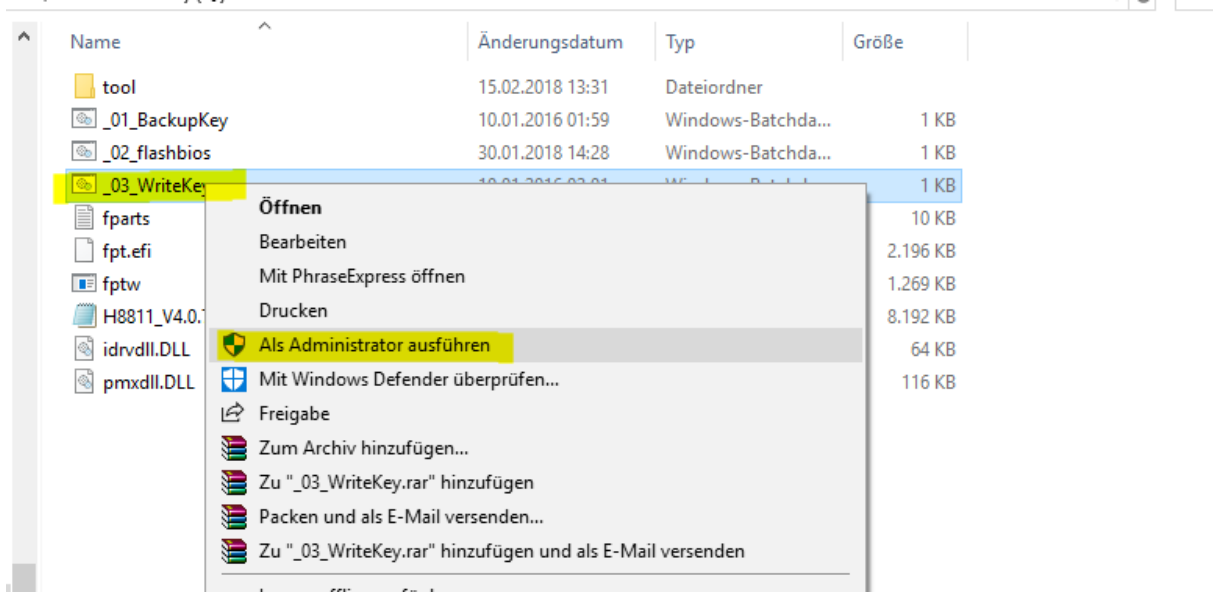 Name Änderungsdatum Typ Größe
tool 15.02.2018 13:31 Dateiordner
_01_BackupKey 10.01.2016 01:59 Windows-Batchda... 1 KB
_02_flashbios 30.01.2018 14:28 Windows-Batchda... 1 KB
_03_WriteKey 1 KB
fparts 10 KB
fpt.efi 2.196 KB
fptw 1.269 KB
H8811_V4.0. 8.192 KB
idrvdll.DLL 64 KB
pmxdll.DLL 116 KB
Öffnen
Bearbeiten
Mit PhraseExpress öffnen
Drucken
Als Administrator ausführen
Mit Windows Defender überprüfen...
Freigabe
Zum Archiv hinzufügen...
Zu "_03_WriteKey.rar" hinzufügen
Packen und als E-Mail versenden...
Zu "_03_WriteKey.rar" hinzufügen und als E-Mail versenden